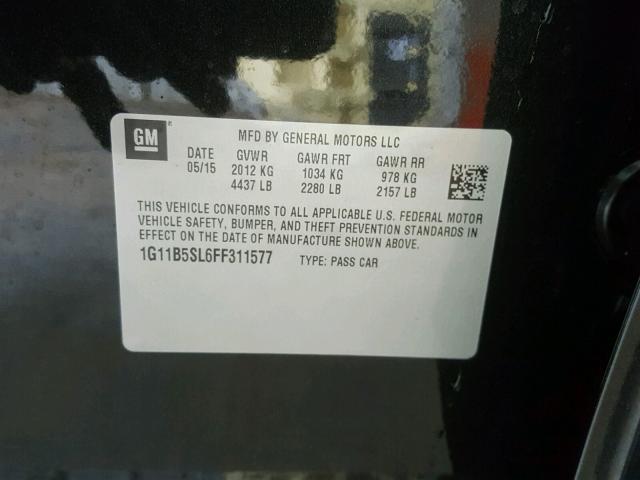 GM ®
MFD BY GENERAL MOTORS LLC
DATE GVWR GAWR FRT GAWR RR
05/15 2012 KG 1034 KG 978 KG
4437 LB 2280 LB 2157 LB
THIS VEHICLE CONFORMS TO ALL APPLICABLE U.S. FEDERAL MOTOR
VEHICLE SAFETY, BUMPER, AND THEFT PREVENTION STANDARDS
IN EFFECT ON THE DATE OF MANUFACTURE SHOWN ABOVE.
1G11B5SL6FF311577 TYPE: PASS CAR